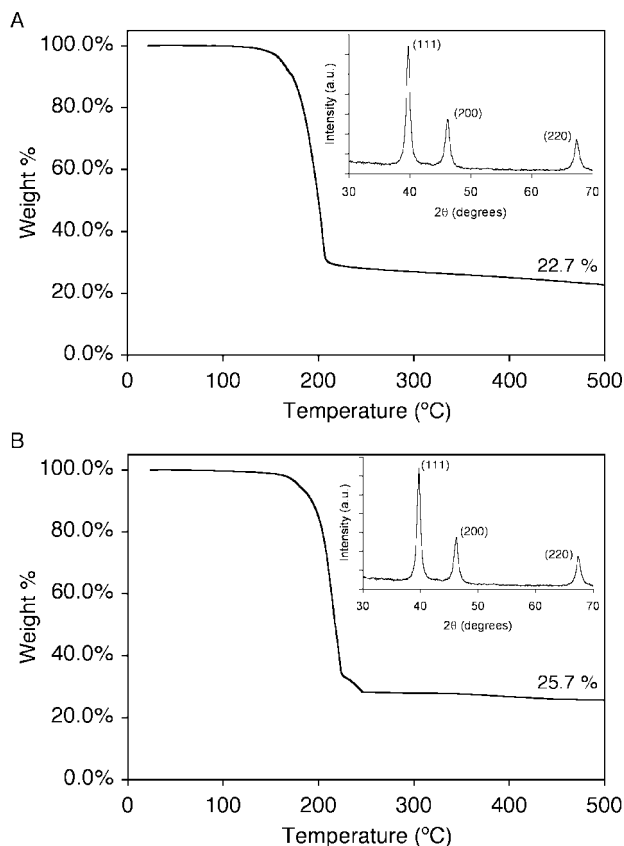 A
100.0%
80.0%
60.0%
40.0%
20.0%
0.0%
Weight %
0 100 200 300 400 500
Temperature (ºC)
22.7 %
Intensity (a.u.)
(111)
(200)
(220)
30 40 50 60 70
2θ (degrees)
B
100.0%
80.0%
60.0%
40.0%
20.0%
0.0%
Weight %
0 100 200 300 400 500
Temperature (ºC)
25.7 %
Intensity (a.u.)
(111)
(200)
(220)
30 40 50 60 70
2θ (degrees)